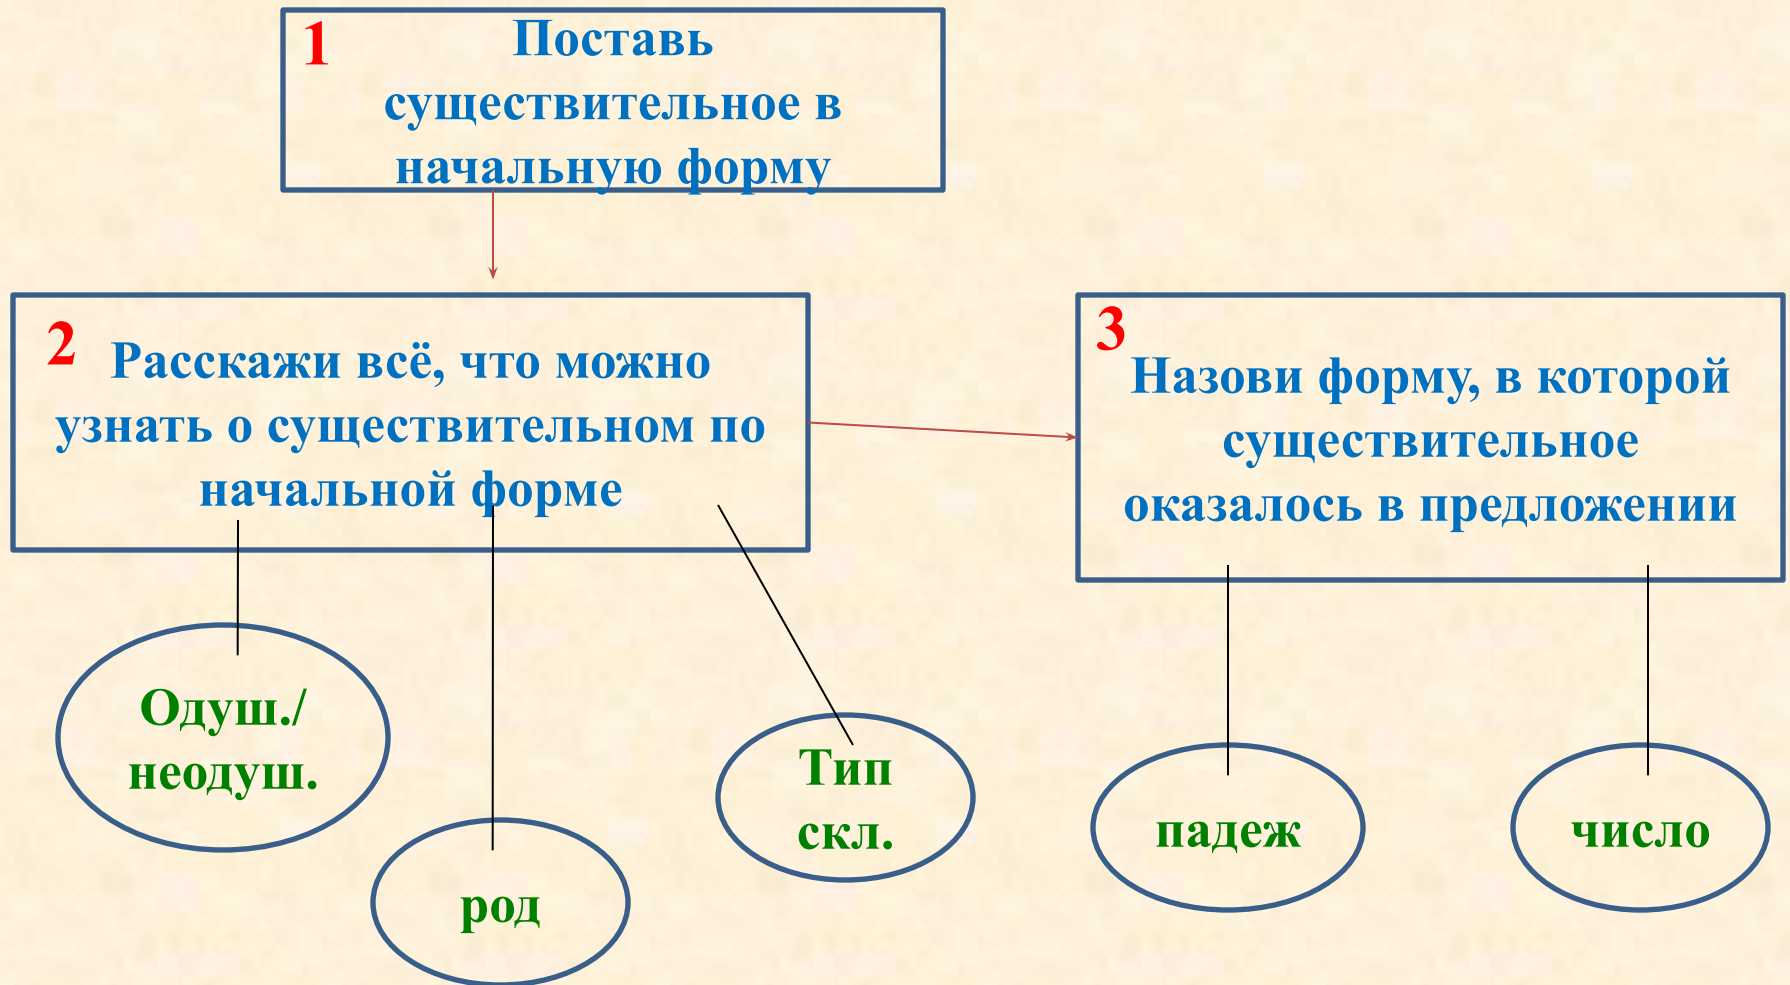 1
Поставь
существительное в
начальную форму
2
Расскажи всё, что можно
узнать о существительном по
начальной форме
3
Назови форму, в которой
существительное
оказалось в предложении
Одуш./
неодуш.
род
Тип
скл.
падеж
число